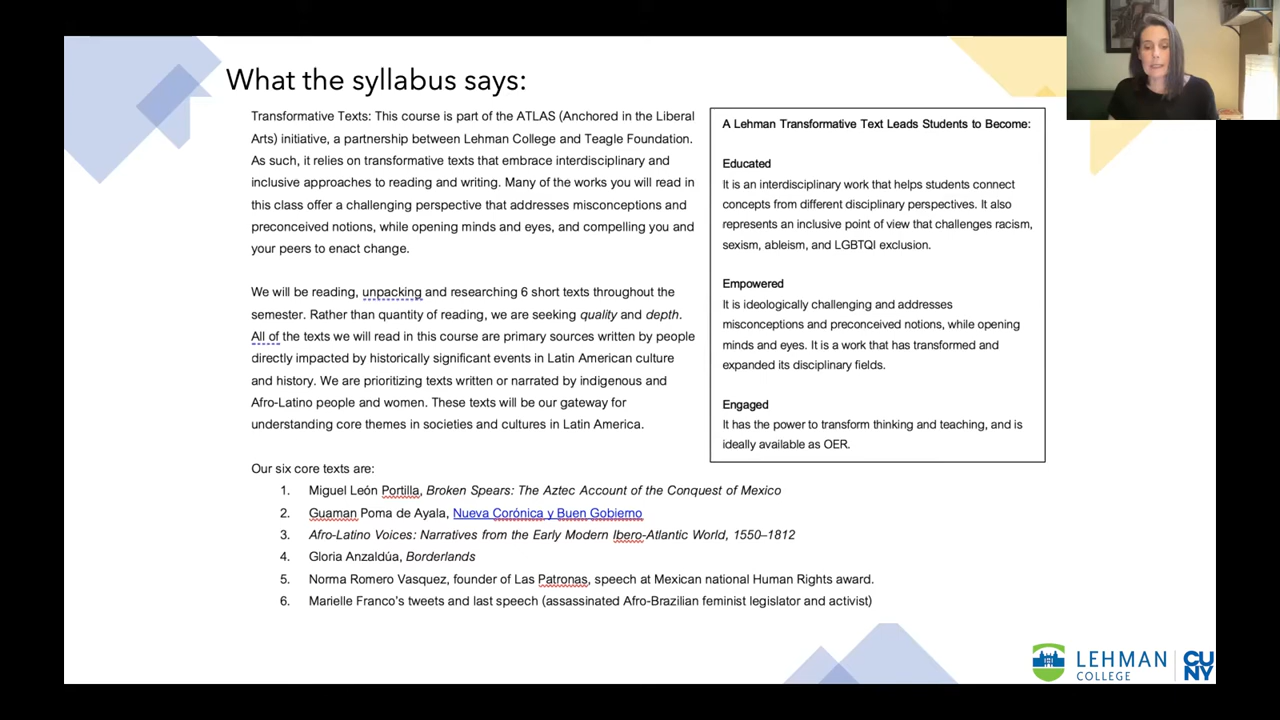 What the syllabus says:
Transformative Texts: This course is part of the ATLAS (Anchored in the Liberal
Arts) initiative, a partnership between Lehman College and Teagle Foundation.
As such, it relies on transformative texts that embrace interdisciplinary and
inclusive approaches to reading and writing. Many of the works you will read in
this class offer a challenging perspective that addresses misconceptions and
preconceived notions, while opening minds and eyes, and compelling you and
your peers to enact change.
We will be reading, unpacking and researching 6 short texts throughout the
semester. Rather than quantity of reading, we are seeking quality and depth.
All of the texts we will read in this course are primary sources written by people
directly impacted by historically significant events in Latin American culture
and history. We are prioritizing texts written or narrated by indigenous and
Afro-Latino people and women. These texts will be our gateway for
understanding core themes in societies and cultures in Latin America.
A Lehman Transformative Text Leads Students to Become:
Educated
It is an interdisciplinary work that helps students connect
concepts from different disciplinary perspectives. It also
represents an inclusive point of view that challenges racism,
sexism, ableism, and LGBTQI exclusion.
Empowered
It is ideologically challenging and addresses
misconceptions and preconceived notions, while opening
minds and eyes. It is a work that has transformed and
expanded its disciplinary fields.
Engaged
It has the power to transform thinking and teaching, and is
ideally available as OER.
Our six core texts are:
1. Miguel León Portilla, Broken Spears: The Aztec Account of the Conquest of Mexico
2. Guaman Poma de Ayala, Nueva Corónica y Buen Gobierno
3. Afro-Latino Voices: Narratives from the Early Modern Ibero-Atlantic World, 1550–1812
4. Gloria Anzaldúa, Borderlands
5. Norma Romero Vasquez, founder of Las Patronas, speech at Mexican national Human Rights award.
6. Marielle Franco's tweets and last speech (assassinated Afro-Brazilian feminist legislator and activist)
LEHMAN
COLLEGE
CU
NY